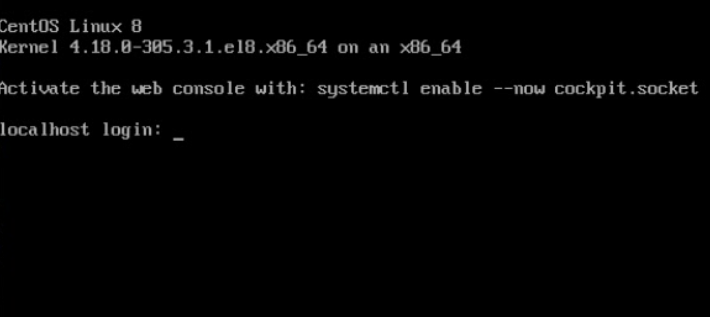 CentOS Linux 8
Kernel 4.18.0-305.3.1.el8.x86_64 on an x86_64
Activate the web console with: systemctl enable --now cockpit.socket
localhost login: _